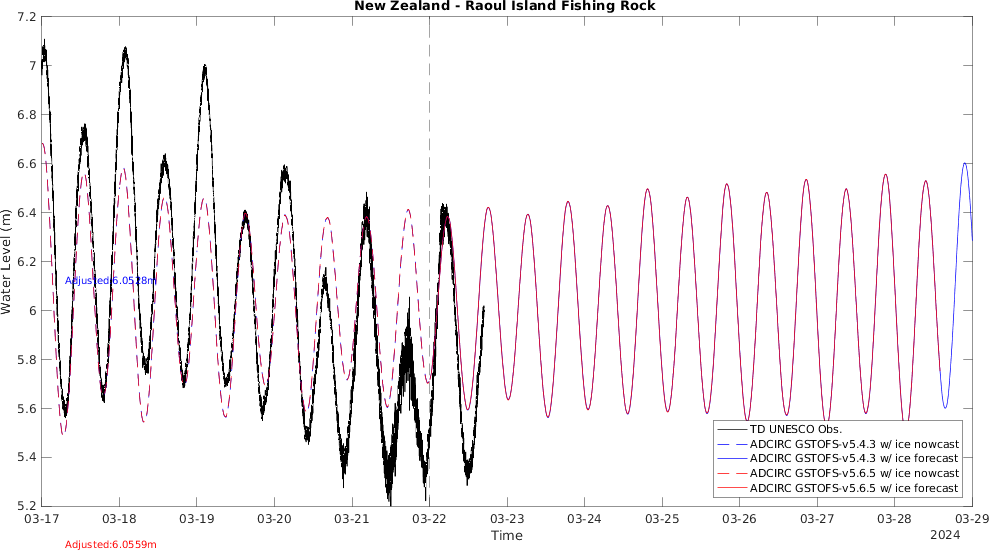 New Zealand - Raoul Island Fishing Rock
7.2
7
6.8
6.6
6.4
6.2
6
5.8
5.6
5.4
5.2
Water Level (m)
Adjusted:6.0528m
TD UNESCO Obs.
ADCIRC GSTOFS-v5.4.3 w/ ice nowcast
ADCIRC GSTOFS-v5.4.3 w/ ice forecast
ADCIRC GSTOFS-v5.6.5 w/ ice nowcast
ADCIRC GSTOFS-v5.6.5 w/ ice forecast
03-17 03-18 03-19 03-20 03-21 03-22 03-23 03-24 03-25 03-26 03-27 03-28 03-29
Time
2024
Adjusted:6.0559m